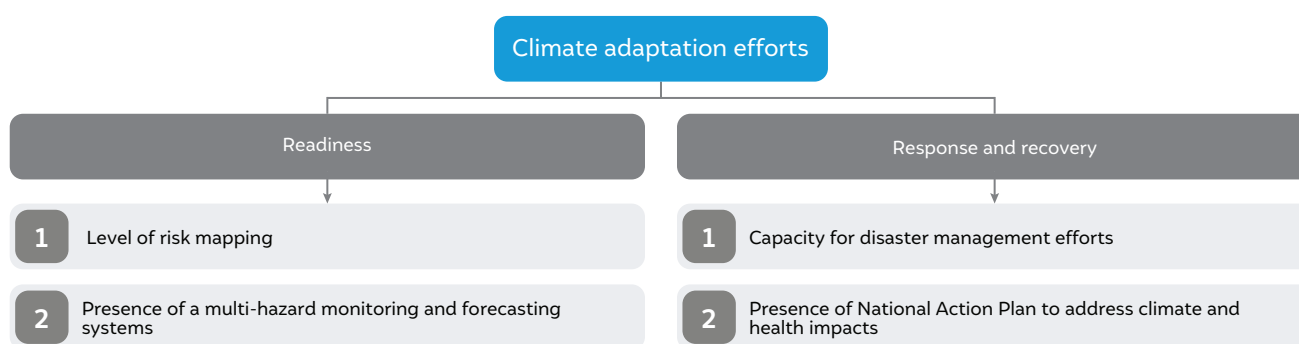 Climate adaptation efforts
Readiness
1 Level of risk mapping
2 Presence of a multi-hazard monitoring and forecasting
systems
Response and recovery
1 Capacity for disaster management efforts
2 Presence of National Action Plan to address climate and
health impacts